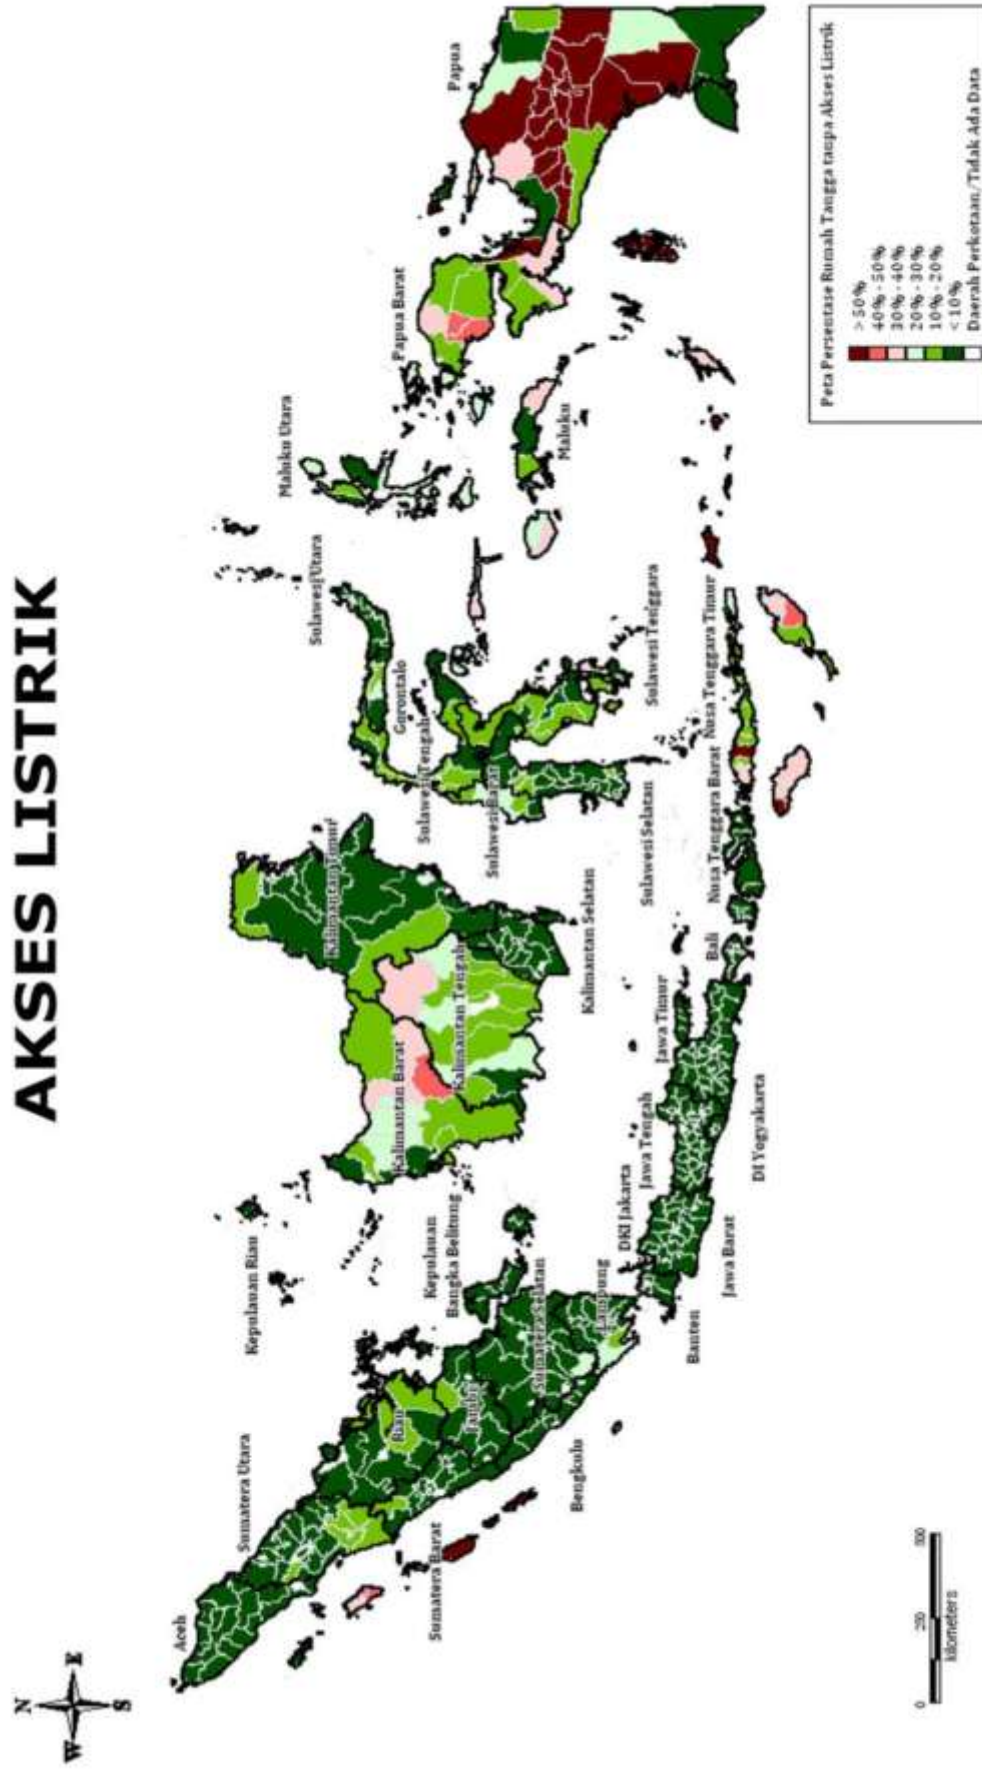 AKSES LISTRIK
N
W
E
S
Aceh
Sumatera Utara
Kepulauan Riau
Riau
Sumatera Barat
Jambi
Kepulauan
Bangka Belitung
Sumatera Selatan
Bengkulu
Lampung
Banten
DKI Jakarta
Jawa Barat
Jawa Tengah
DI Yogyakarta
Jawa Timur
Bali
Kalimantan Barat
Kalimantan Tengah
Kalimantan Timur
Kalimantan Selatan
Sulawesi Utara
Gorontalo
Sulawesi Tengah
Sulawesi Barat
Sulawesi Selatan
Sulawesi Tenggara
Nusa Tenggara Barat
Nusa Tenggara Timur
Maluku Utara
Maluku
Papua Barat
Papua
0 250 500
kilometers
Peta Persentase Rumah Tangga tanpa Akses Listrik
> 50%
40% - 50%
30% - 40%
20% - 30%
10% - 20%
< 10%
Daerah Perkotaan/Tidak Ada Data